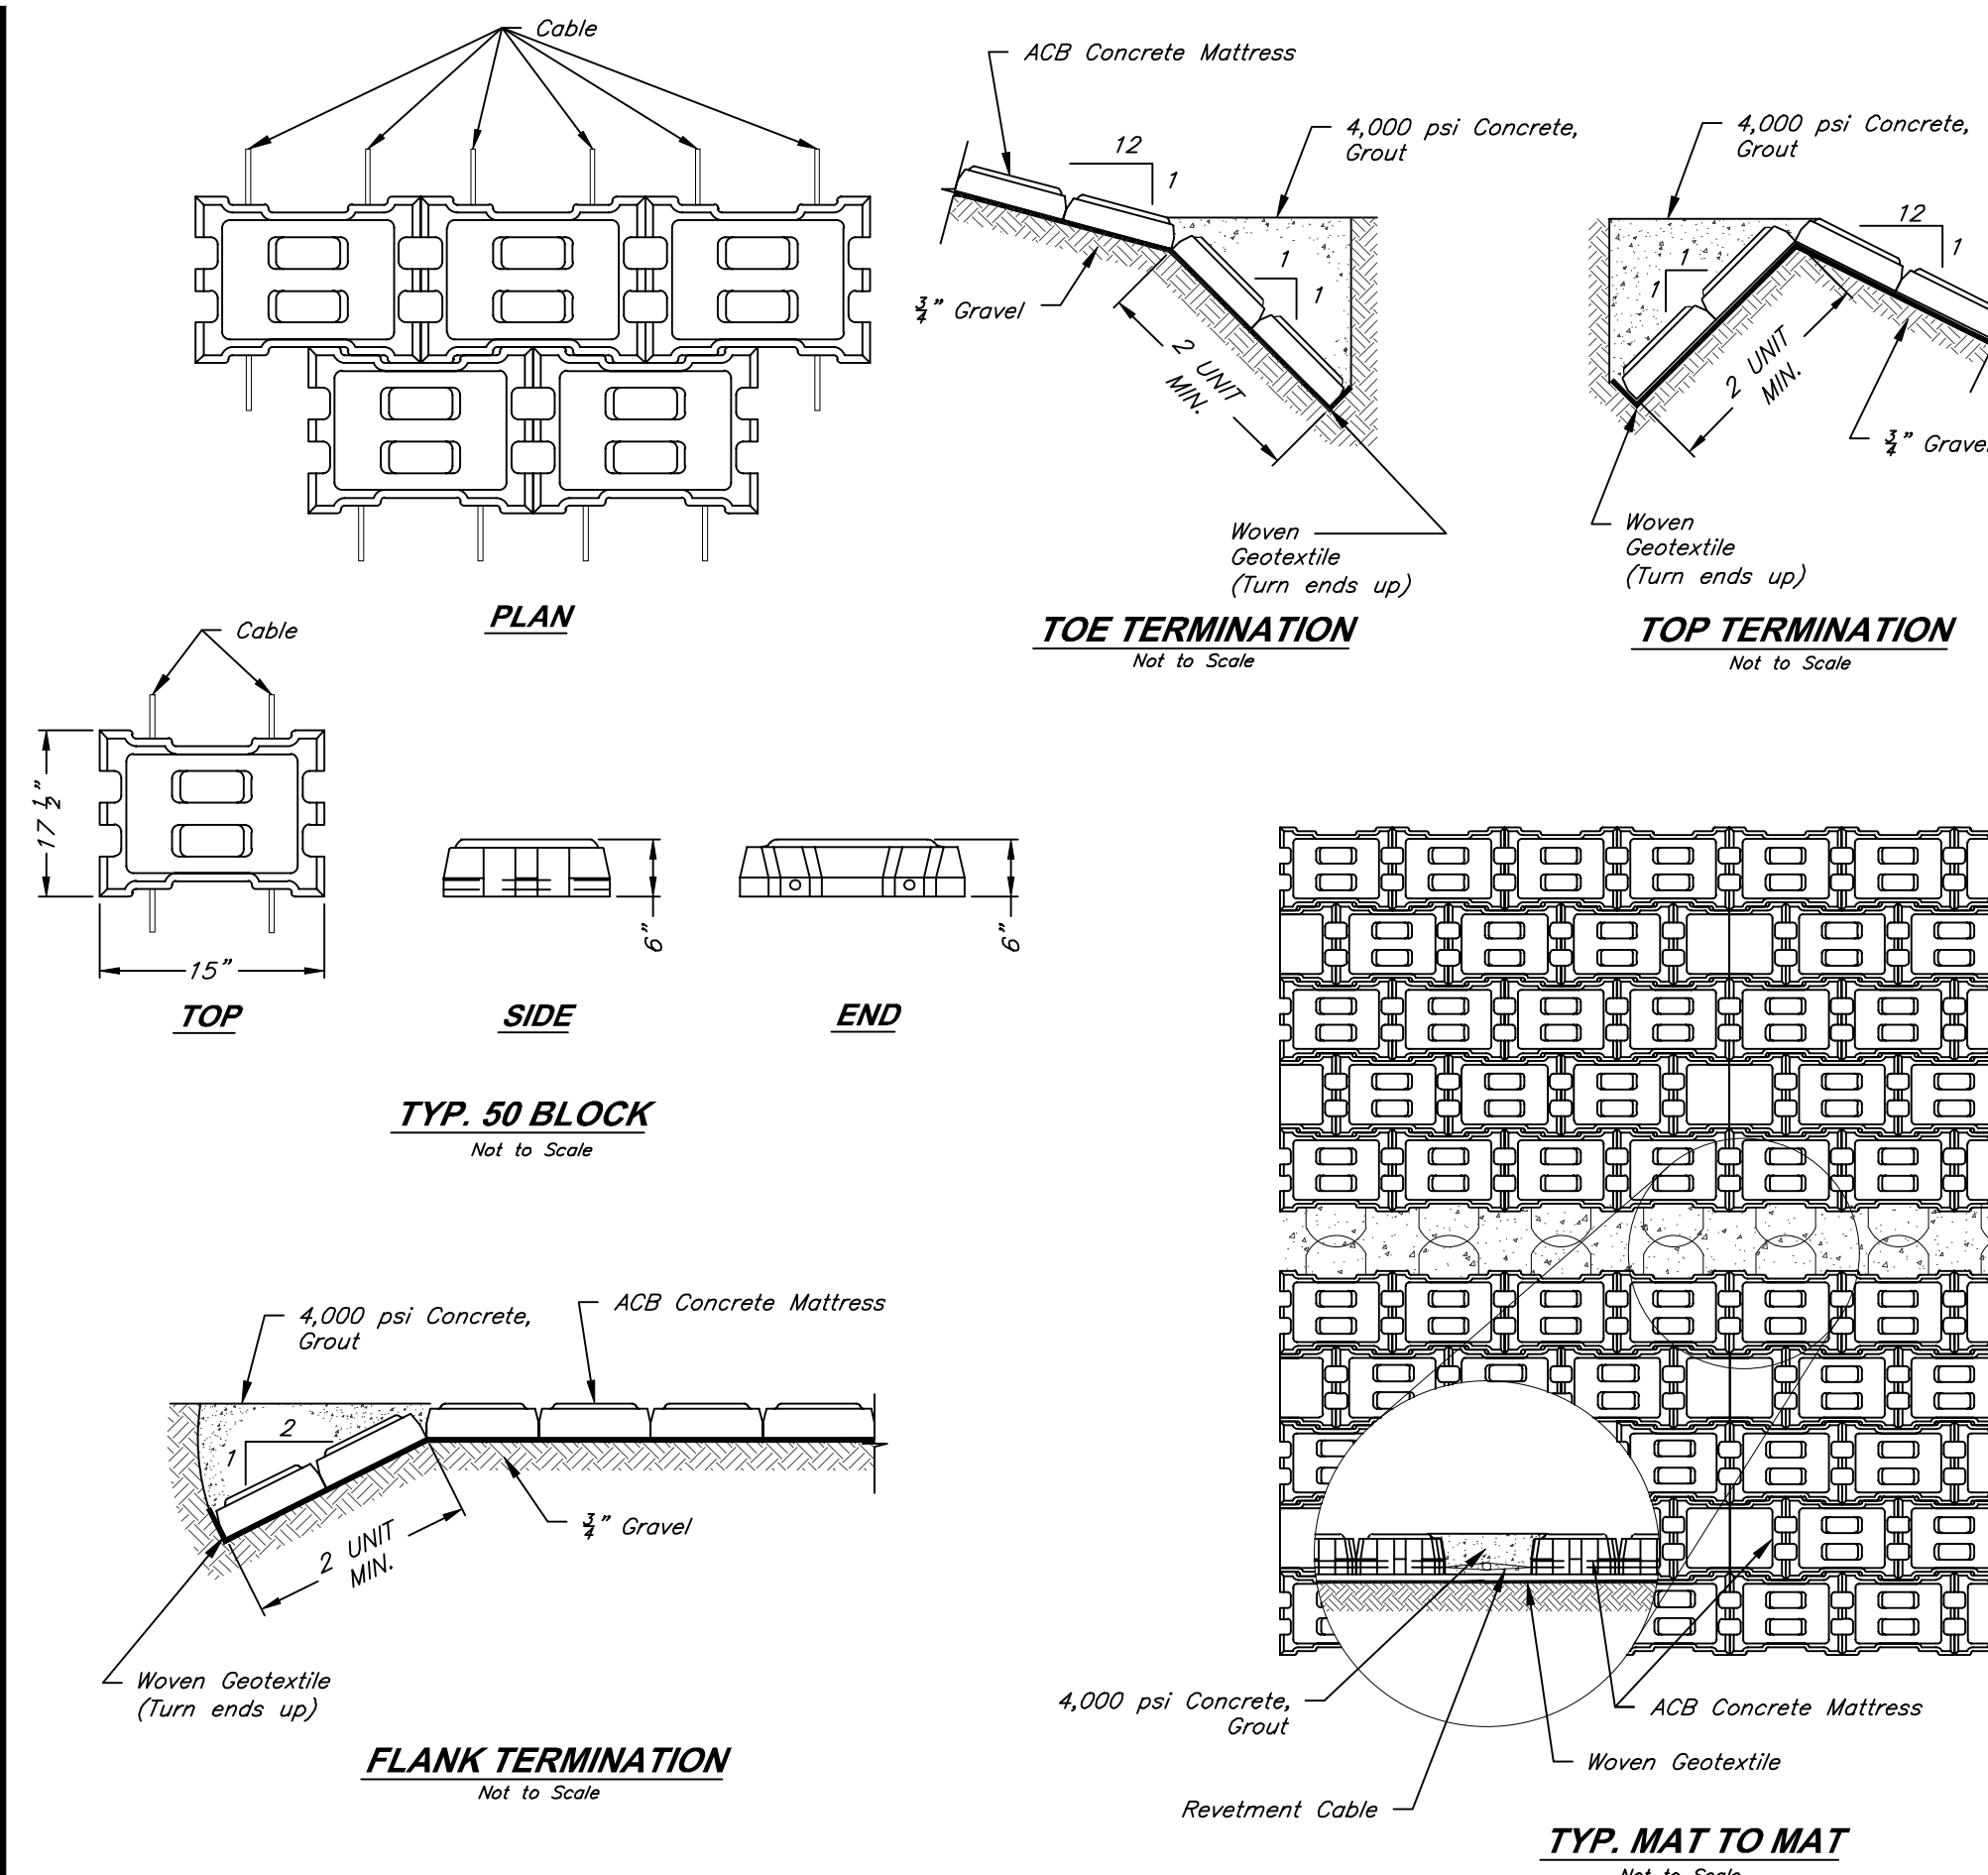 Cable
PLAN
Cable
17 1/2"
15"
TOP
6"
SIDE
6"
END
TYP. 50 BLOCK
Not to Scale
ACB Concrete Mattress
12
1
4,000 psi Concrete,
Grout
1
1
3/4" Gravel
2 UNIT
MIN.
Woven
Geotextile
(Turn ends up)
TOE TERMINATION
Not to Scale
4,000 psi Concrete,
Grout
12
1
1
1
2 UNIT
MIN.
3/4" Gravel
Woven
Geotextile
(Turn ends up)
TOP TERMINATION
Not to Scale
4,000 psi Concrete,
Grout
ACB Concrete Mattress
2
1
3/4" Gravel
2 UNIT
MIN.
Woven Geotextile
(Turn ends up)
FLANK TERMINATION
Not to Scale
4,000 psi Concrete,
Grout
ACB Concrete Mattress
Woven Geotextile
Revetment Cable
TYP. MAT TO MAT
Not to Scale